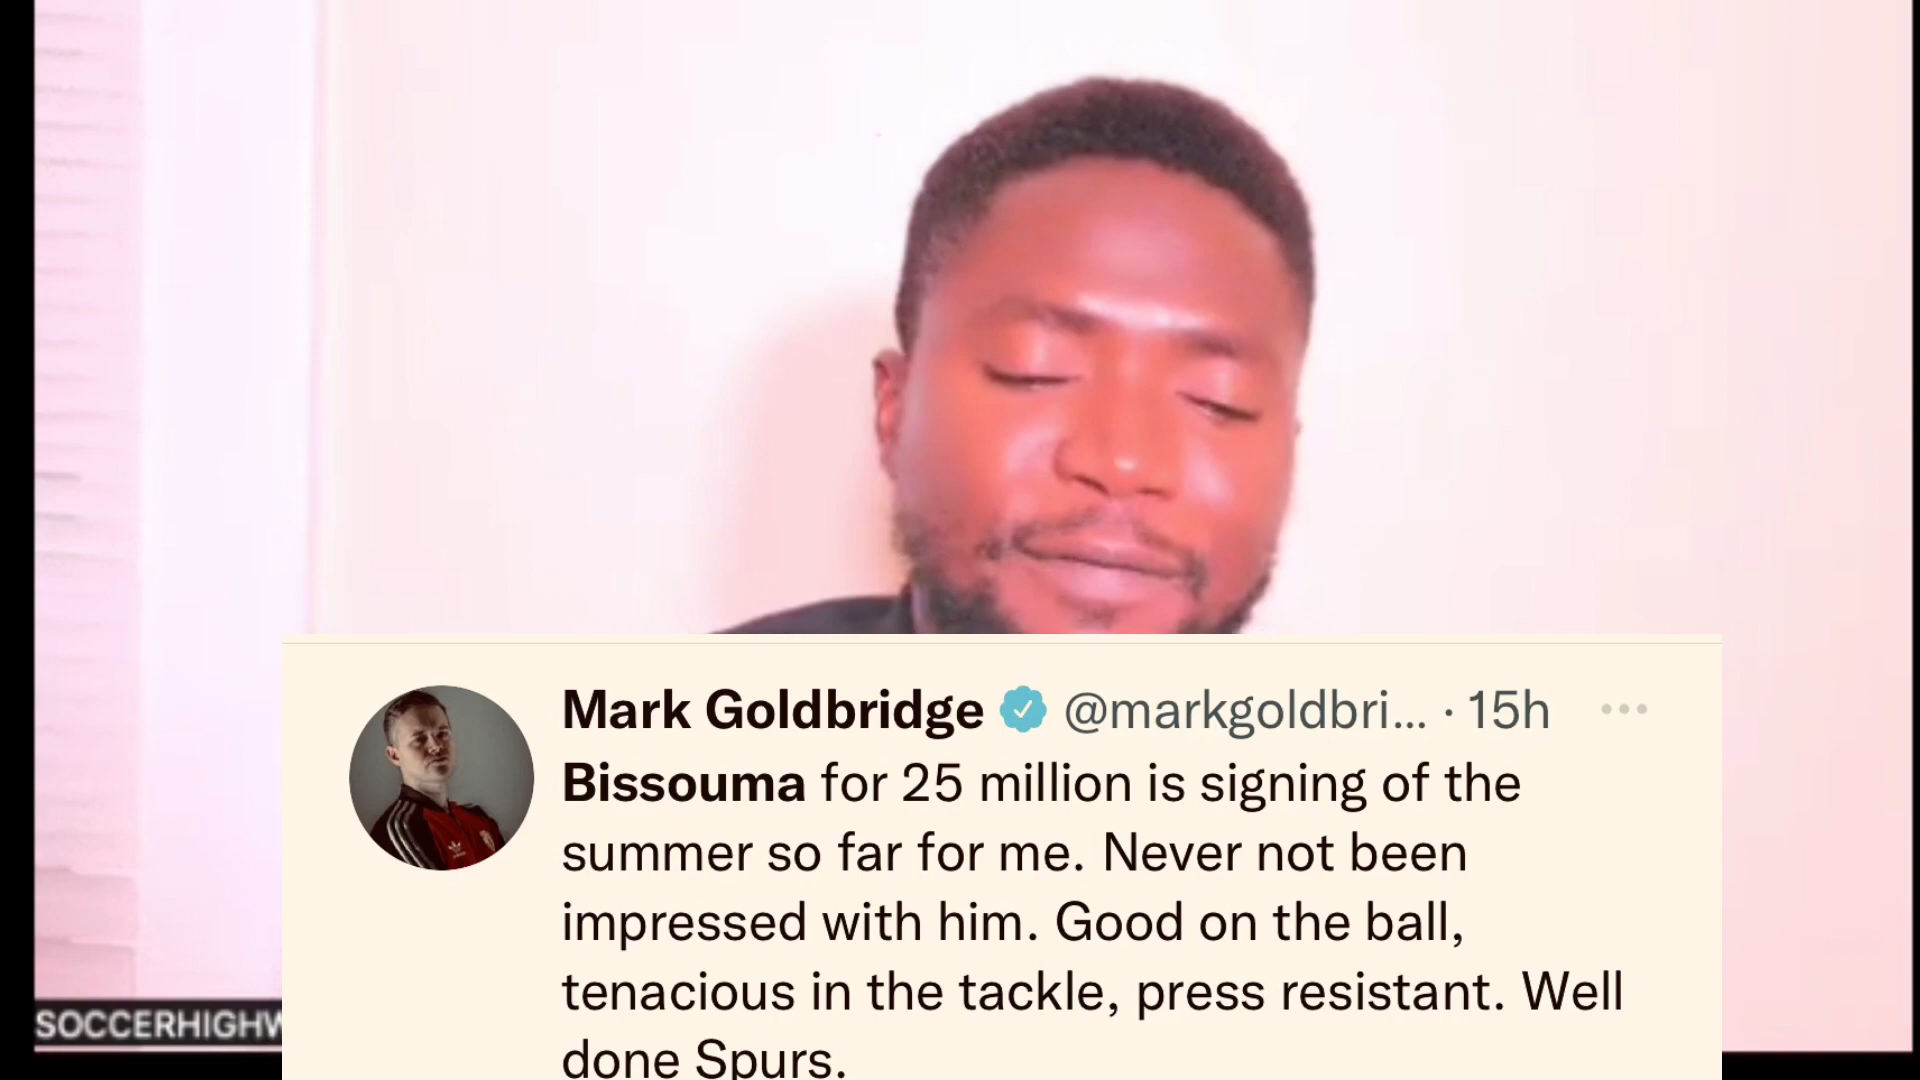 Mark Goldbridge @markgoldbri... · 15h
Bissouma for 25 million is signing of the
summer so far for me. Never not been
impressed with him. Good on the ball,
tenacious in the tackle, press resistant. Well
done Spurs.
SOCCERHIGHW